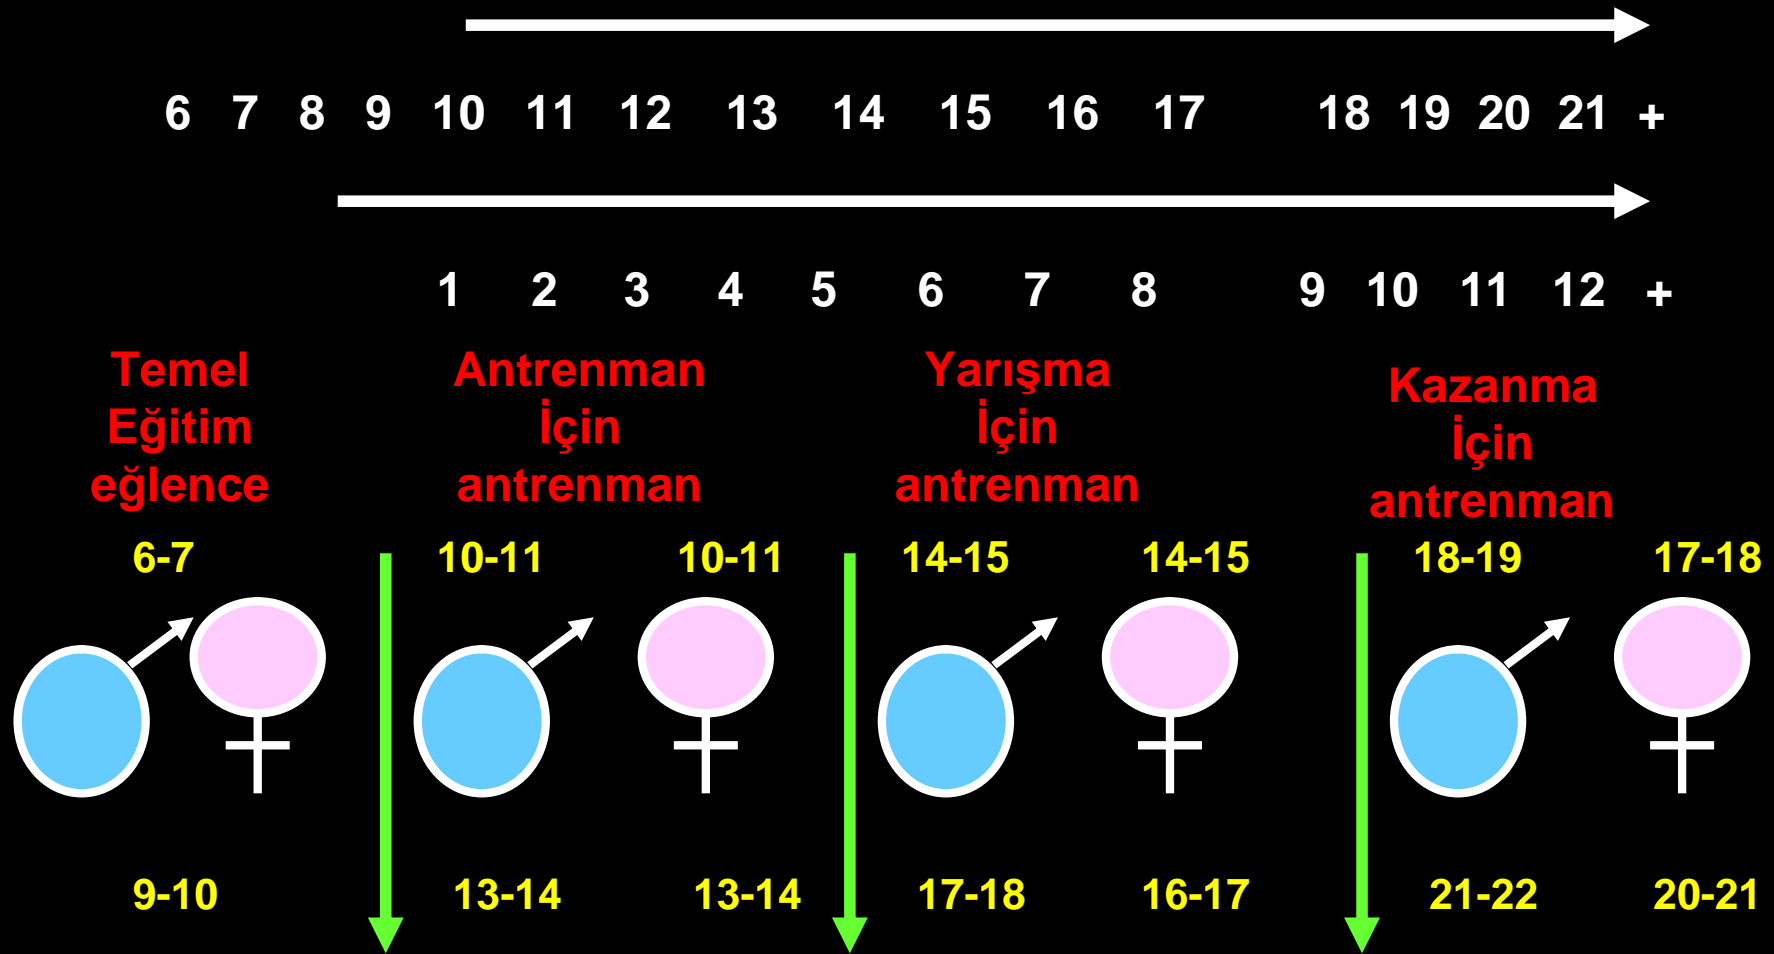 6 7 8 9 10 11 12 13 14 15 16 17 18 19 20 21 +
1 2 3 4 5 6 7 8 9 10 11 12 +
Temel
Eğitim
eğlence
Antrenman
İçin
antrenman
Yarışma
İçin
antrenman
Kazanma
İçin
antrenman
6-7 10-11 10-11 14-15 14-15 18-19 17-18
9-10 13-14 13-14 17-18 16-17 21-22 20-21